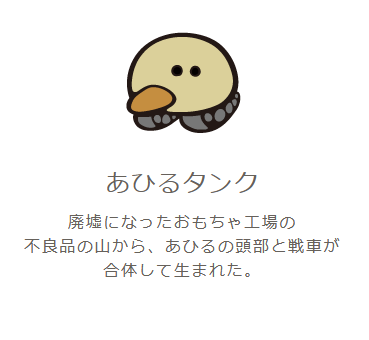 あひるタンク
廃墟になったおもちゃ工場の
不良品の山から、あひるの頭部と戦車が
合体して生まれた。